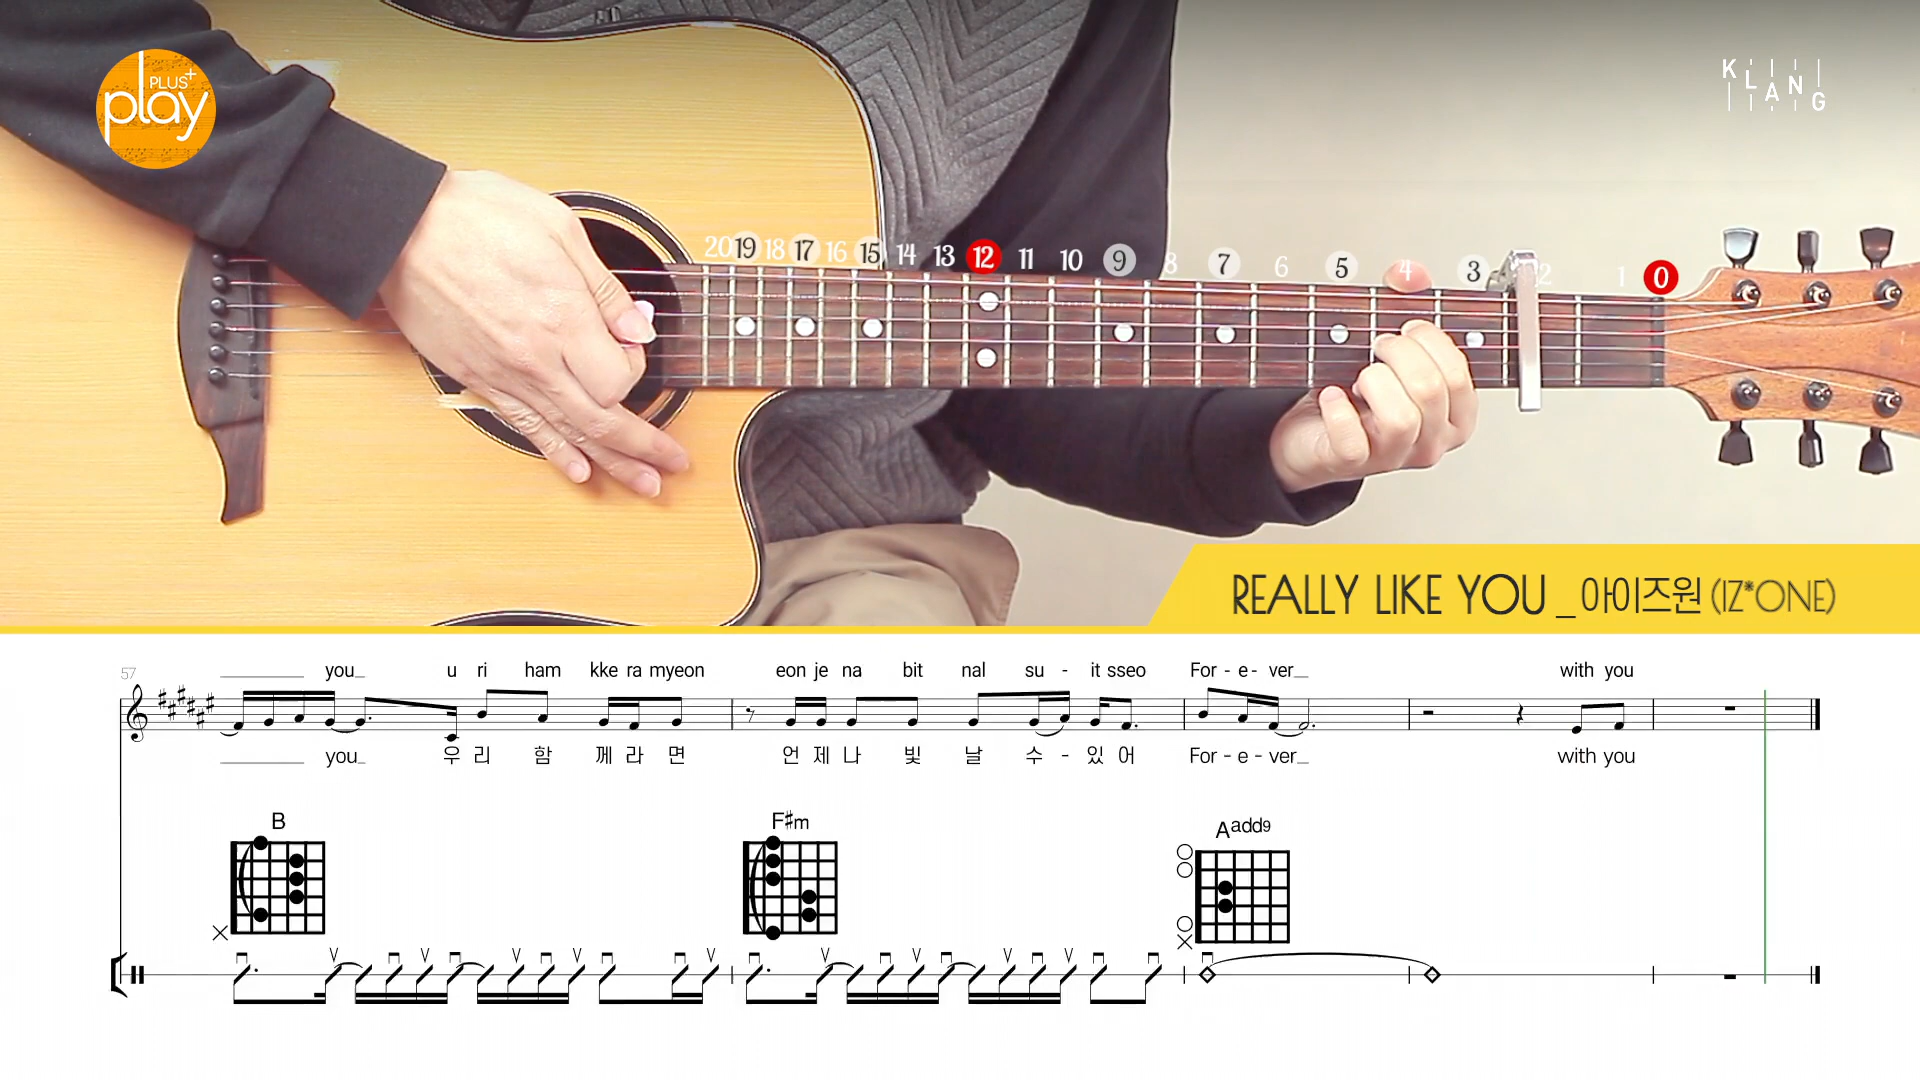 PLUS+
play
KLANG
20 19 18 17 16 15 14 13 12 11 10 9 8 7 6 5 4 3 2 1 0
REALLY LIKE YOU _아이즈원 (IZ*ONE)
57
you_ u ri ham kke ra myeon eon je na bit nal su - it sseo For - e - ver_ with you
you_ 우 리 함 께 라 면 언 제 나 빛 날 수 - 있 어 For - e - ver_ with you
B F♯m Aadd9